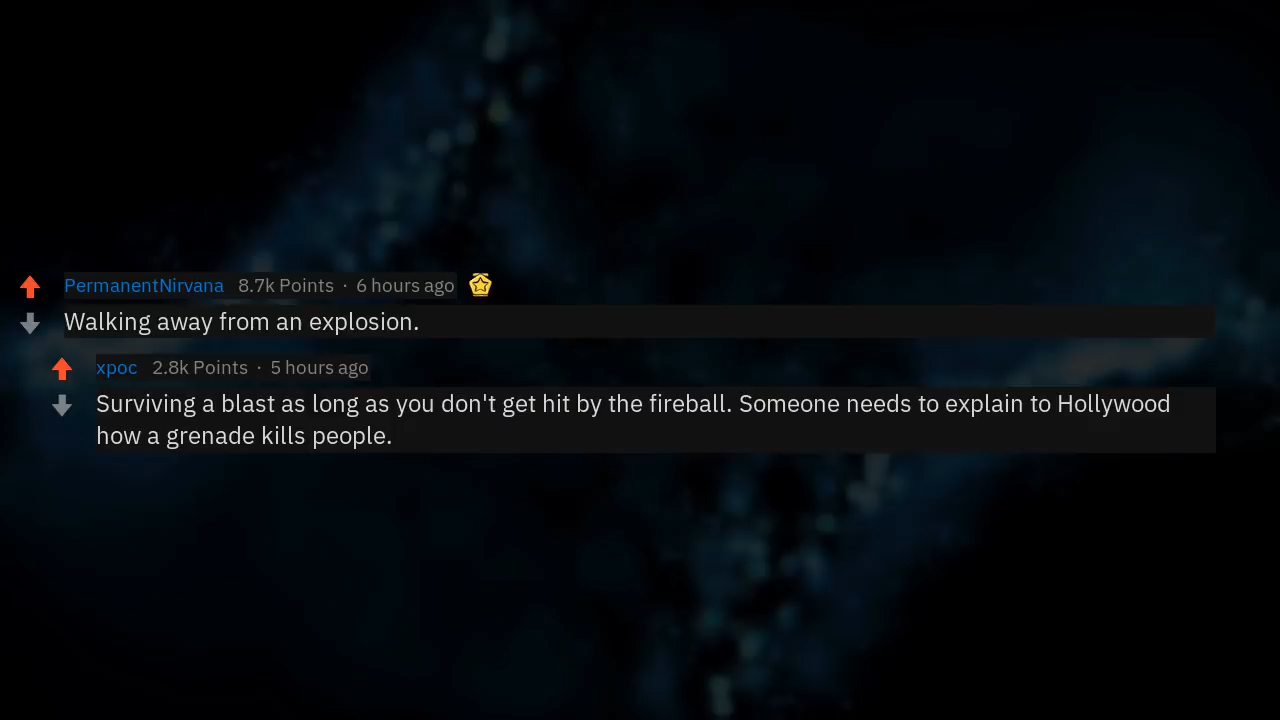 PermanentNirvana 8.7k Points · 6 hours ago
Walking away from an explosion.
xpoc 2.8k Points · 5 hours ago
Surviving a blast as long as you don't get hit by the fireball. Someone needs to explain to Hollywood
how a grenade kills people.